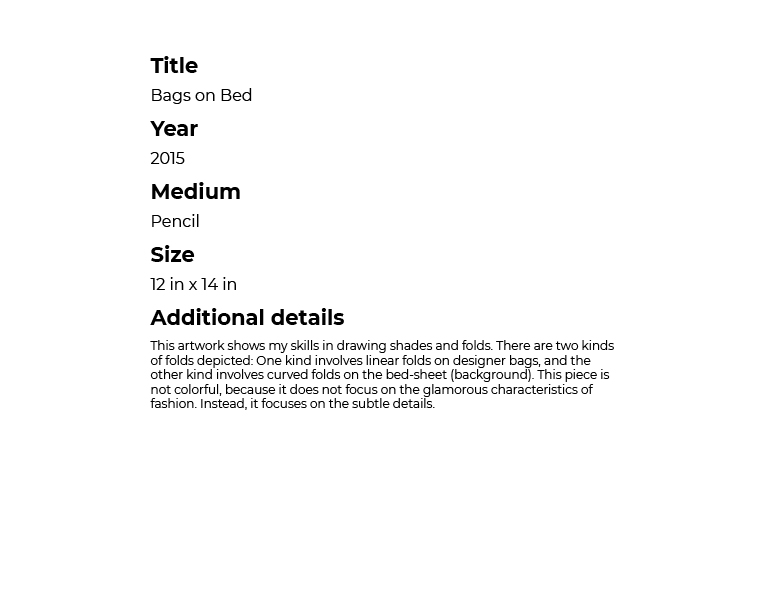 Title
Bags on Bed
Year
2015
Medium
Pencil
Size
12 in x 14 in
Additional details
This artwork shows my skills in drawing shades and folds. There are two kinds
of folds depicted: One kind involves linear folds on designer bags, and the
other kind involves curved folds on the bed-sheet (background). This piece is
not colorful, because it does not focus on the glamorous characteristics of
fashion. Instead, it focuses on the subtle details.